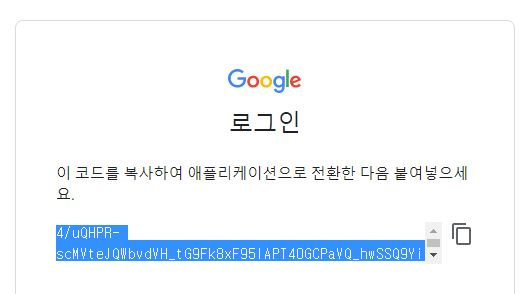 Google
로그인
이 코드를 복사하여 애플리케이션으로 전환한 다음 붙여넣으세
요.
4/uQHPR-
scMVteJQWbvdVH_tG9Fk8xF95lAPT40GCPaVQ_hwSSQ9Yi